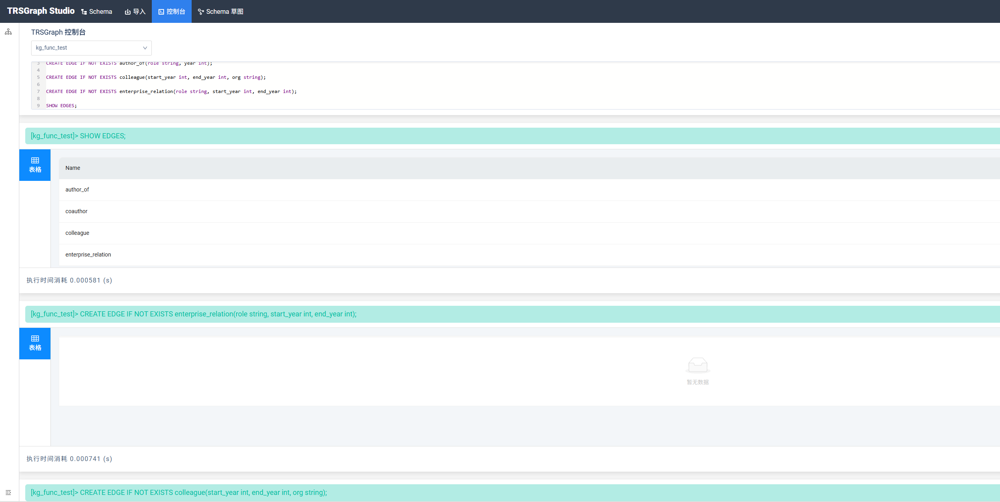 TRSGraph Studio Schema 导入 控制台 Schema 草图
TRSGraph 控制台
kg_func_test
3 CREATE EDGE IF NOT EXISTS author_of(role string, year int);
4
5 CREATE EDGE IF NOT EXISTS colleague(start_year int, end_year int, org string);
6
7 CREATE EDGE IF NOT EXISTS enterprise_relation(role string, start_year int, end_year int);
8
9 SHOW EDGES;
[kg_func_test]> SHOW EDGES;
表格
Name
author_of
coauthor
colleague
enterprise_relation
执行时间消耗 0.000581 (s)
[kg_func_test]> CREATE EDGE IF NOT EXISTS enterprise_relation(role string, start_year int, end_year int);
表格
暂无数据
执行时间消耗 0.000741 (s)
[kg_func_test]> CREATE EDGE IF NOT EXISTS colleague(start_year int, end_year int, org string);